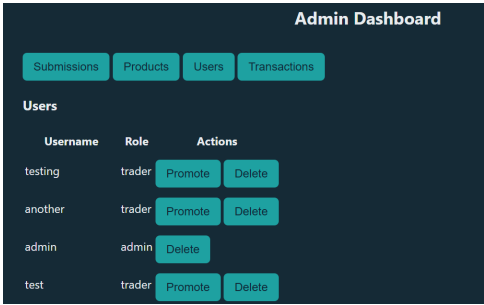 Admin Dashboard
Submissions Products Users Transactions
Users
Username Role Actions
testing trader Promote Delete
another trader Promote Delete
admin admin Delete
test trader Promote Delete